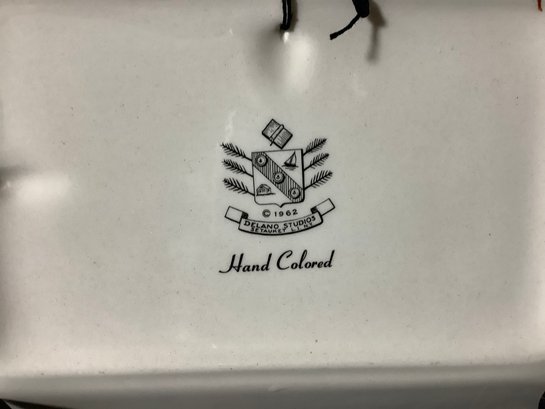 © 1962
DELANO STUDIOS
SETAUKET L.I. N.Y.
Hand Colored